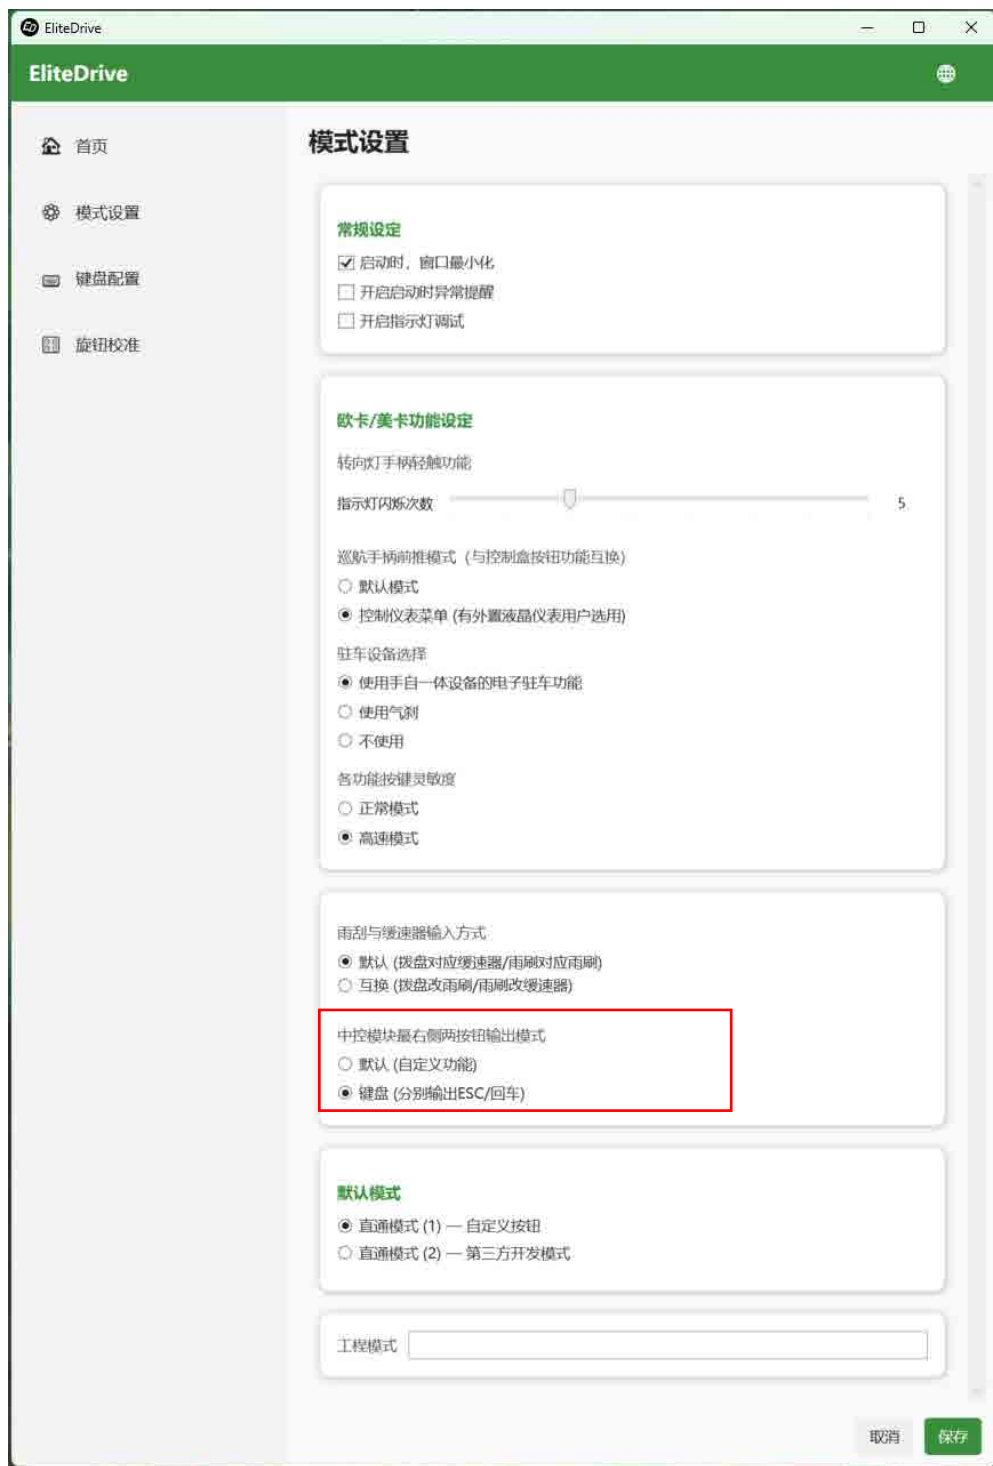 EliteDrive
EliteDrive
首页
模式设置
键盘配置
旋钮校准
模式设置
常规设定
启动时，窗口最小化
开启启动时异常提醒
开启指示灯调试
欧卡/美卡功能设定
转向灯手柄轻触功能
指示灯闪烁次数 5
巡航手柄前推模式（与控制盒按钮功能互换）
默认模式
控制仪表菜单 (有外置液晶仪表用户选用)
驻车设备选择
使用手自一体设备的电子驻车功能
使用气刹
不使用
各功能按键灵敏度
正常模式
高速模式
雨刮与缓速器输入方式
默认 (拨盘对应缓速器/雨刷对应雨刷)
互换 (拨盘改雨刷/雨刷改缓速器)
中控模块最右侧两按钮输出模式
默认 (自定义功能)
键盘 (分别输出ESC/回车)
默认模式
直通模式 (1) — 自定义按钮
直通模式 (2) — 第三方开发模式
工程模式
取消 保存